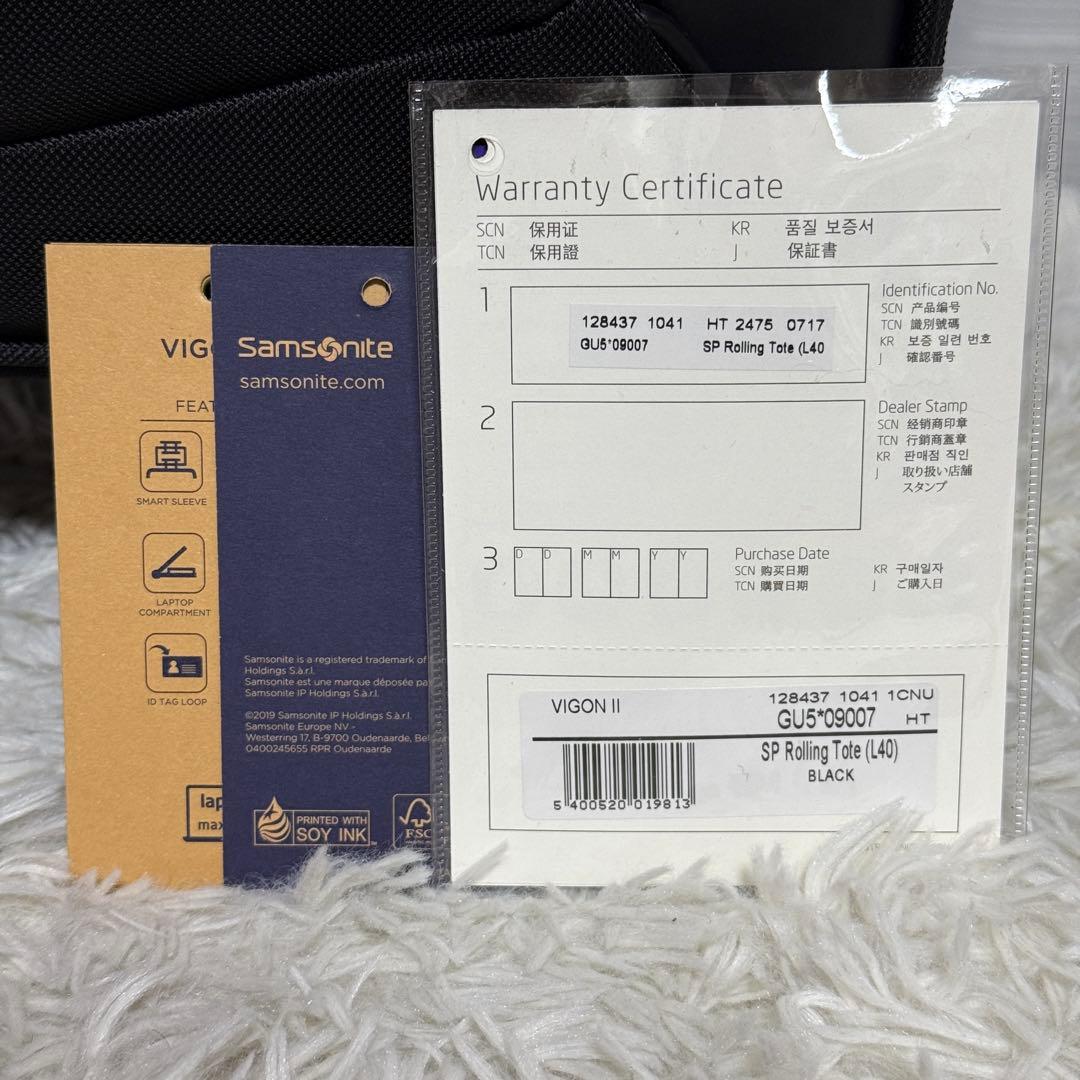 VIG
FEAT
SMART SLEEVE
LAPTOP
COMPARTMENT
ID TAG LOOP
lap
max
Samsonite
samsonite.com
Samsonite is a registered trademark of
Holdings S.à r.l.
Samsonite est une marque déposée pa
Samsonite IP Holdings S.à r.l.
©2019 Samsonite IP Holdings S.à r.l.
Samsonite Europe NV -
Westerring 17, B-9700 Oudenaarde, Bel
0400245655 RPR Oudenaarde
PRINTED WITH
SOY INK
FSC
Warranty Certificate
SCN 保用证 KR 품질 보증서
TCN 保用證 J 保証書
1
128437 1041 HT 2475 0717
GU5*09007 SP Rolling Tote (L40
Identification No.
SCN 产品编号
TCN 識別號碼
KR 보증 일련 번호
J 確認番号
2
Dealer Stamp
SCN 经销商印章
TCN 行銷商蓋章
KR 판매점 직인
J 取り扱い店舗
スタンプ
3 D D M M Y Y
Purchase Date
SCN 购买日期 KR 구매일자
TCN 購買日期 J ご購入日
VIGON II 128437 1041 1CNU
GU5*09007 HT
SP Rolling Tote (L40)
BLACK
5 400520 019813